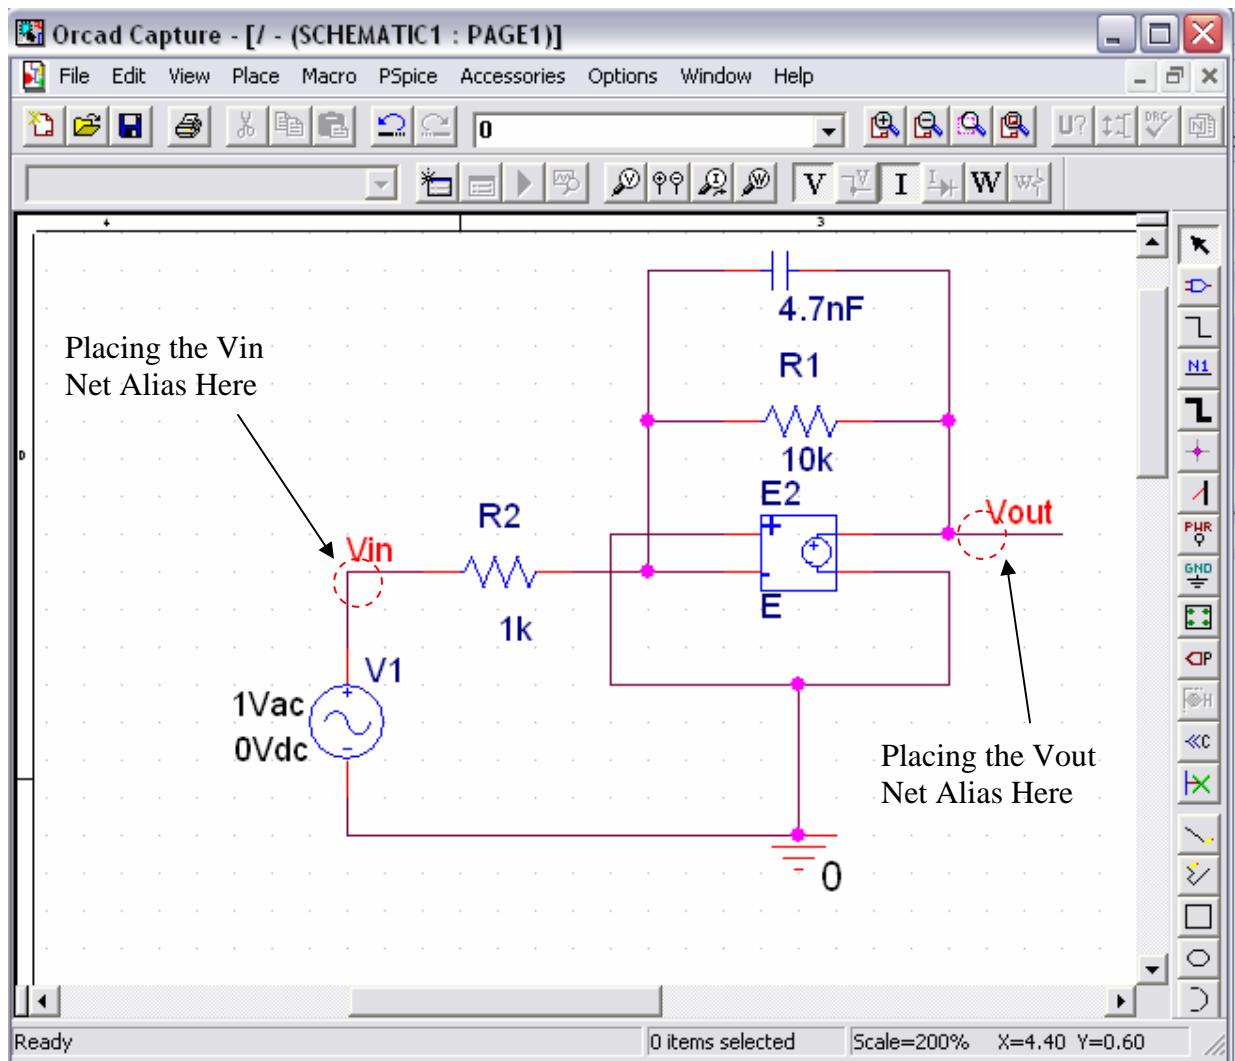 Orcad Capture - [/ - (SCHEMATIC1 : PAGE1)]
File Edit View Place Macro PSpice Accessories Options Window Help
0
U? DRC N
V I W
V V I I W W
3
D
4.7nF
R1
10k
E2
E
Placing the Vin
Net Alias Here
Vin
R2
1k
Vout
V1
1Vac
0Vdc
Placing the Vout
Net Alias Here
0
N1
PWR
GND
P
H
C
Ready 0 items selected Scale=200% X=4.40 Y=0.60